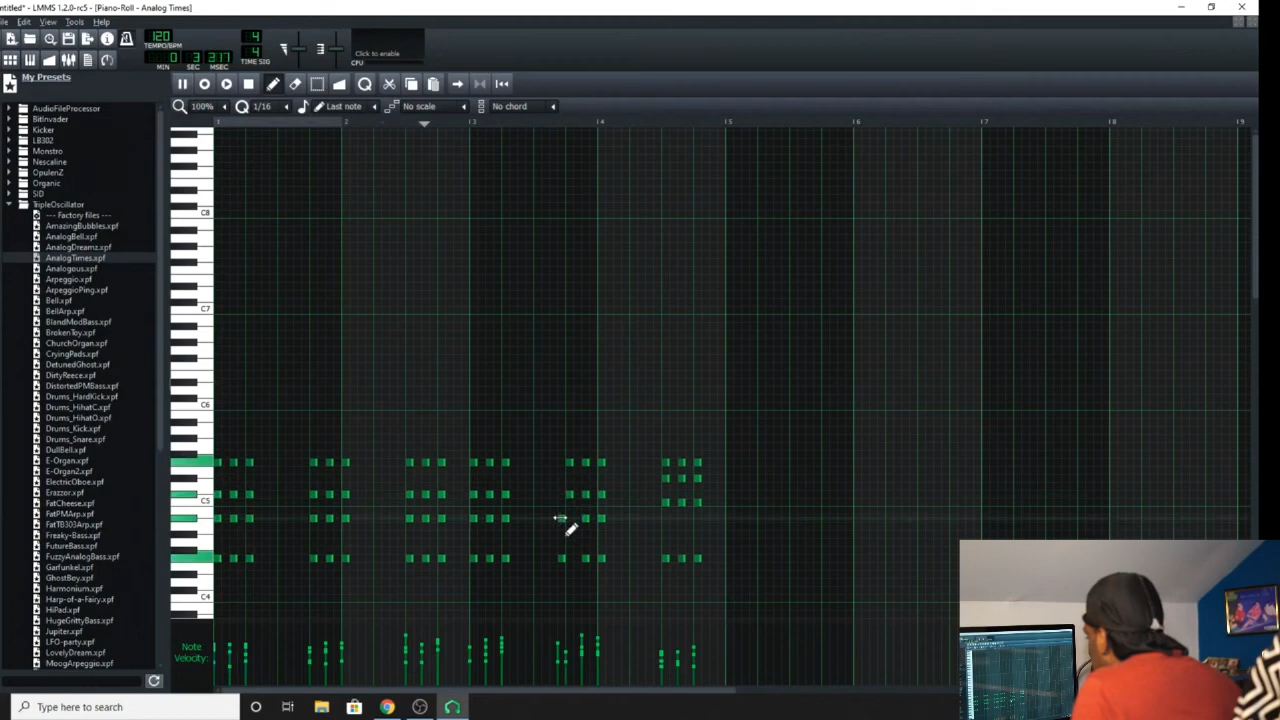 ntitled* - LMMS 1.2.0-rc5 - [Piano-Roll - Analog Times]
ile Edit View Tools Help
120
TEMPO/BPM
0 3 317
MIN SEC MSEC
4
4
TIME SIG
Click to enable
CPU
My Presets
100%
1/16
Last note
No scale
No chord
1 2 3 4 5 6 7 8 9
AudioFileProcessor
BitInvader
Kicker
LB302
Monstro
Nescaline
OpulenZ
Organic
SID
TripleOscillator
--- Factory files ---
AmazingBubbles.xpf
AnalogBell.xpf
AnalogDreamz.xpf
AnalogTimes.xpf
Analogous.xpf
Arpeggio.xpf
ArpeggioPing.xpf
Bell.xpf
BellArp.xpf
BlandModBass.xpf
BrokenToy.xpf
ChurchOrgan.xpf
CryingPads.xpf
DetunedGhost.xpf
DirtyReece.xpf
DistortedPMBass.xpf
Drums_HardKick.xpf
Drums_HihatC.xpf
Drums_HihatO.xpf
Drums_Kick.xpf
Drums_Snare.xpf
DullBell.xpf
E-Organ.xpf
E-Organ2.xpf
ElectricOboe.xpf
Erazzor.xpf
FatCheese.xpf
FatPMArp.xpf
FatTB303Arp.xpf
Freaky-Bass.xpf
FutureBass.xpf
FuzzyAnalogBass.xpf
Garfunkel.xpf
GhostBoy.xpf
Harmonium.xpf
Harp-of-a-Fairy.xpf
HiPad.xpf
HugeGrittyBass.xpf
Jupiter.xpf
LFO-party.xpf
LovelyDream.xpf
MoogArpeggio.xpf
C8
C7
C6
C5
C4
Note
Velocity:
Type here to search